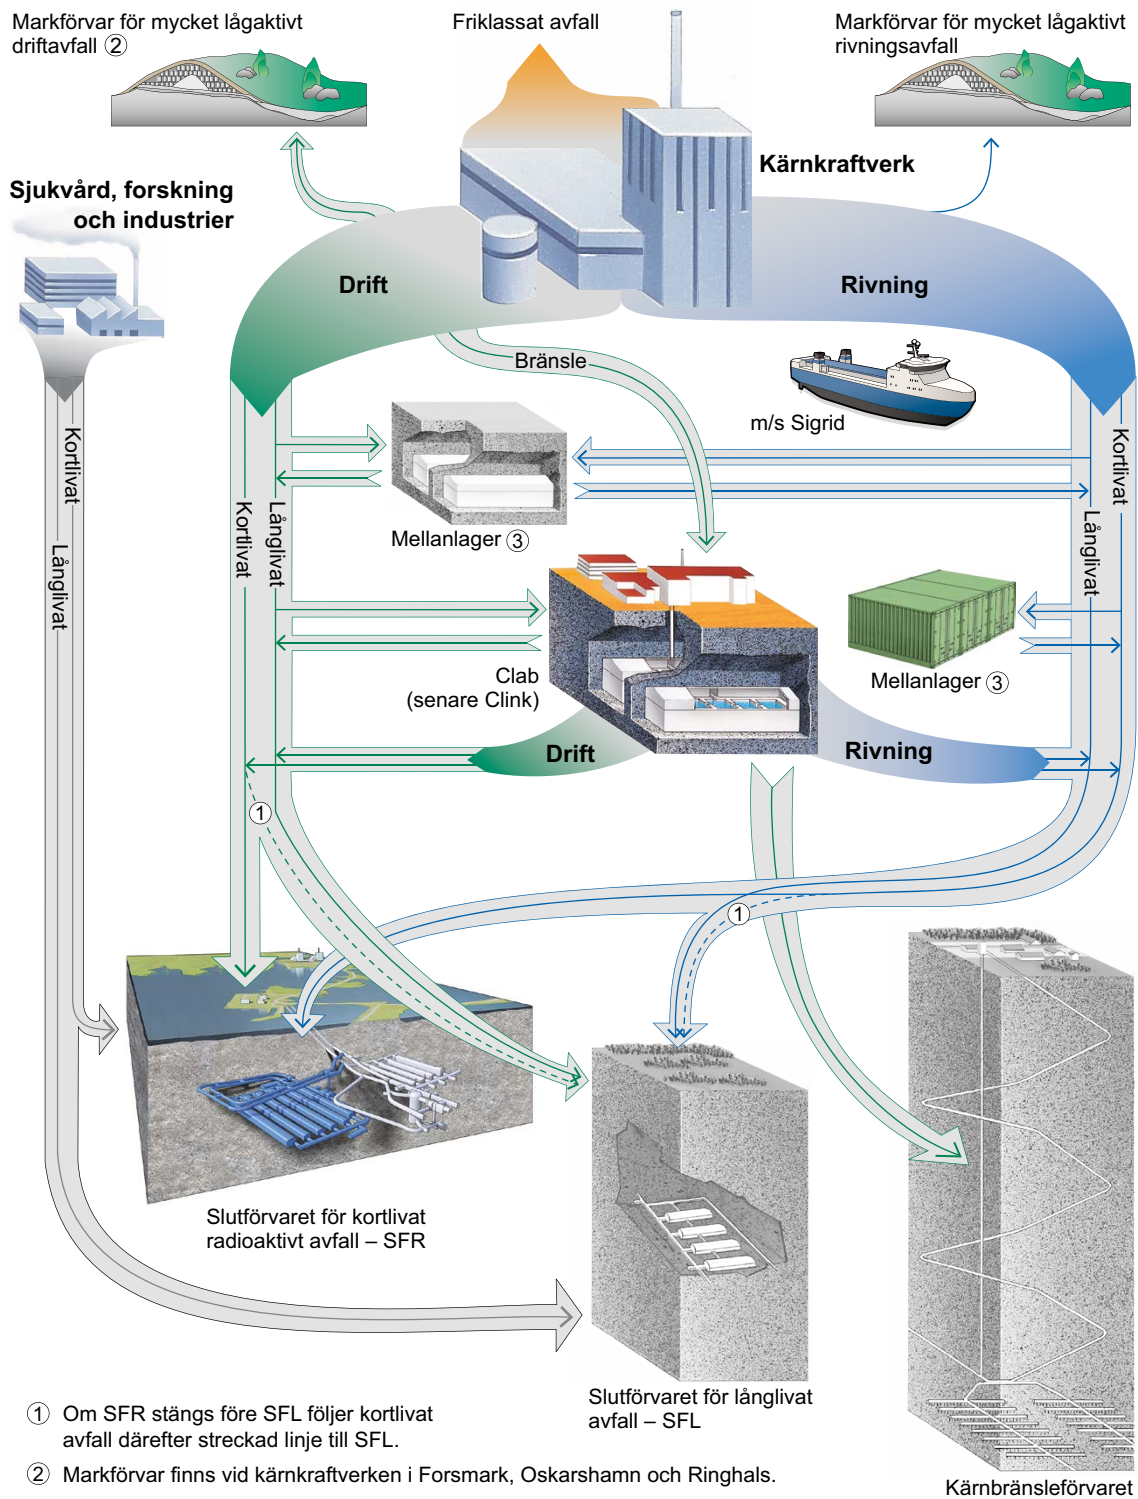 Markförvar för mycket lågaktivt
driftavfall ②
Friklassat avfall
Markförvar för mycket lågaktivt
rivningsavfall
Kärnkraftverk
Sjukvård, forskning
och industrier
Drift
Rivning
Bränsle
m/s Sigrid
Kortlivat
Långlivat
Kortlivat
Långlivat
Kortlivat
Långlivat
Mellanlager ③
Clab
(senare Clink)
Mellanlager ③
Drift
Rivning
①
①
Slutförvaret för kortlivat
radioaktivt avfall – SFR
Slutförvaret för långlivat
avfall – SFL
① Om SFR stängs före SFL följer kortlivat
avfall därefter streckad linje till SFL.
② Markförvar finns vid kärnkraftverken i Forsmark, Oskarshamn och Ringhals.
Kärnbränsleförvaret